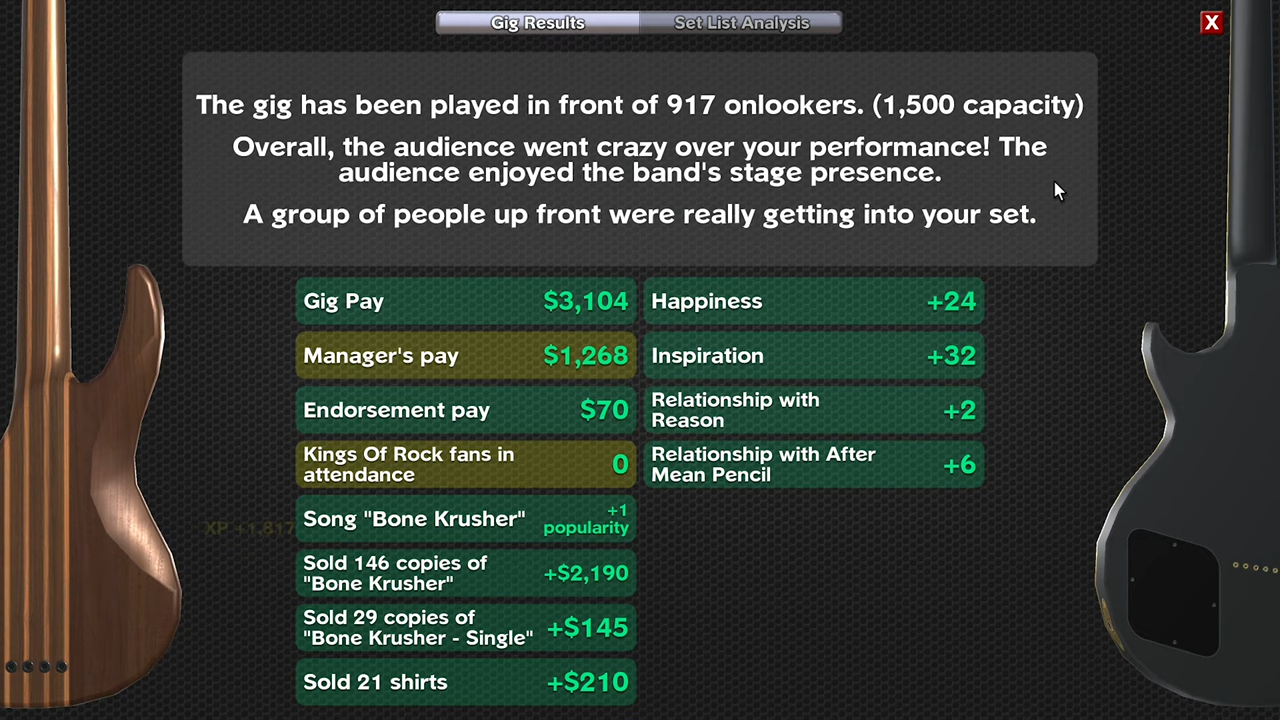 Gig Results
Set List Analysis
X
The gig has been played in front of 917 onlookers. (1,500 capacity)
Overall, the audience went crazy over your performance! The
audience enjoyed the band's stage presence.
A group of people up front were really getting into your set.
Gig Pay $3,104
Happiness +24
Manager's pay $1,268
Inspiration +32
Endorsement pay $70
Relationship with
Reason +2
Kings Of Rock fans in
attendance 0
Relationship with After
Mean Pencil +6
Song "Bone Krusher" +1
popularity
XP +1,817
Sold 146 copies of
"Bone Krusher" +$2,190
Sold 29 copies of
"Bone Krusher - Single" +$145
Sold 21 shirts +$210